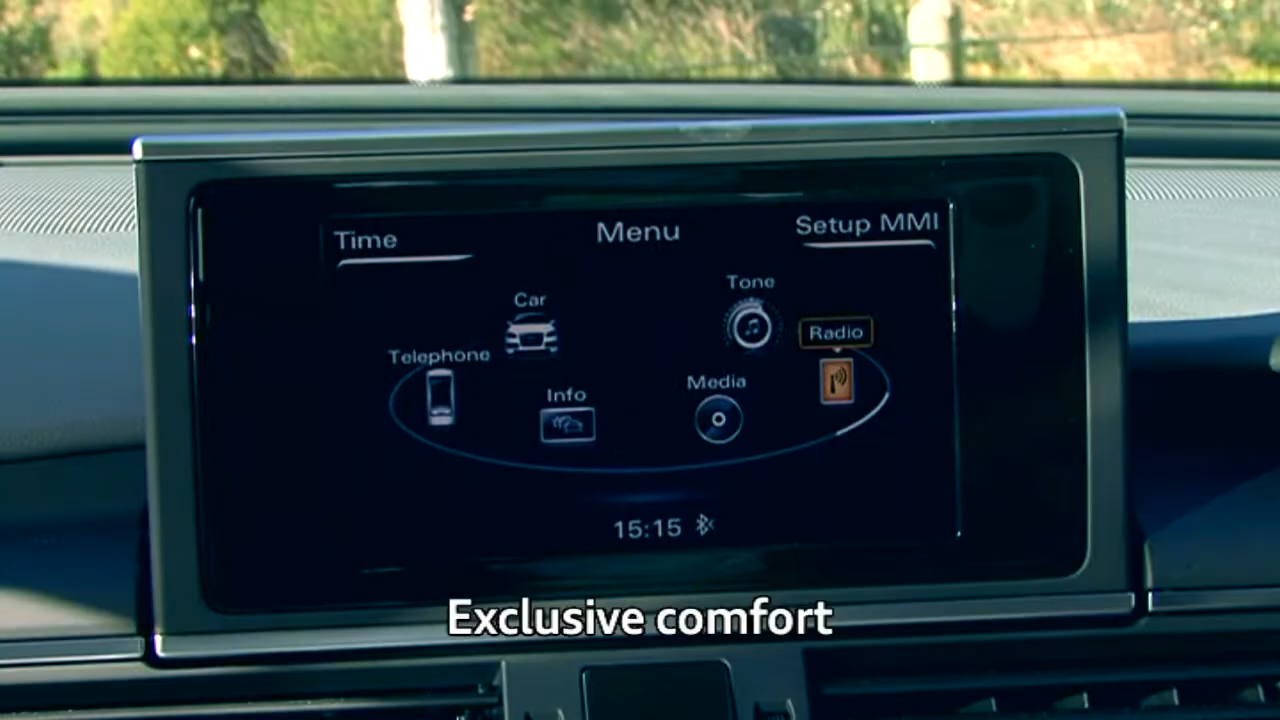 Time
Menu
Setup MMI
Car
Tone
Telephone
Radio
Info
Media
15:15
Exclusive comfort